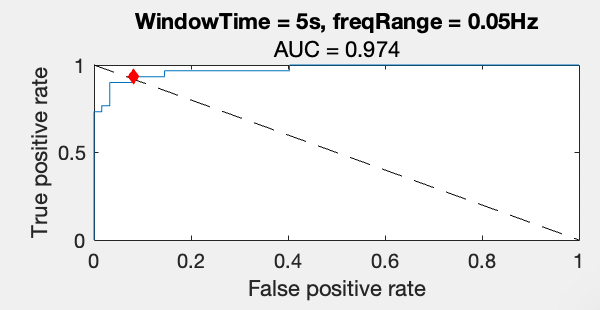 WindowTime = 5s, freqRange = 0.05Hz
AUC = 0.974
True positive rate
1
0.5
0
0
0.2
0.4
0.6
0.8
1
False positive rate